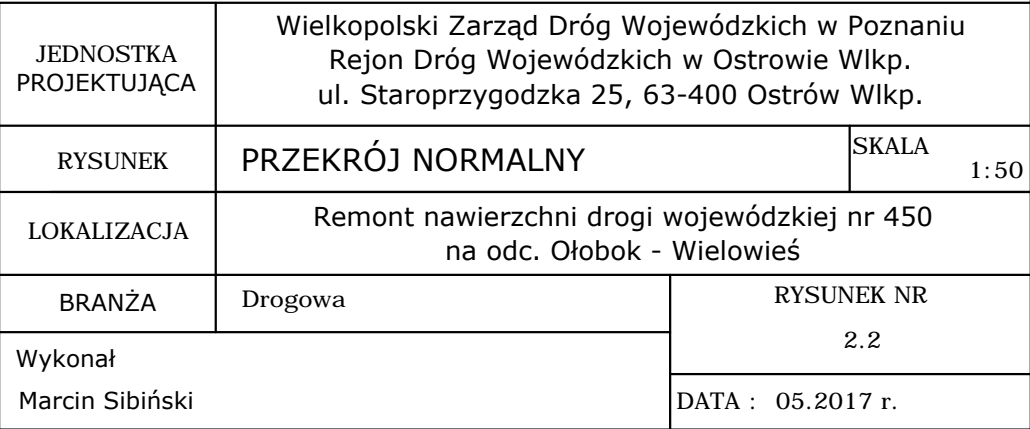 JEDNOSTKA
PROJEKTUJĄCA
Wielkopolski Zarząd Dróg Wojewódzkich w Poznaniu
Rejon Dróg Wojewódzkich w Ostrowie Wlkp.
ul. Staroprzygodzka 25, 63-400 Ostrów Wlkp.
RYSUNEK
PRZEKRÓJ NORMALNY
SKALA
1:50
LOKALIZACJA
Remont nawierzchni drogi wojewódzkiej nr 450
na odc. Ołobok - Wielowieś
BRANŻA
Drogowa
RYSUNEK NR
2.2
Wykonał
Marcin Sibiński
DATA : 05.2017 r.